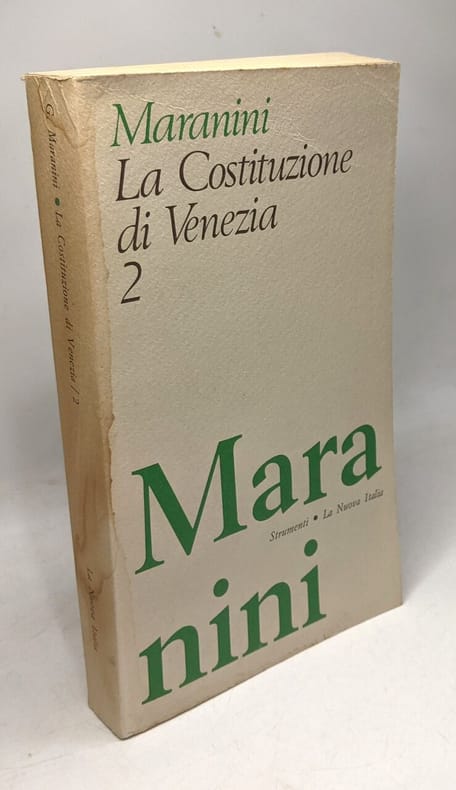 Maranini
La Costituzione
di Venezia
2
Mara
Strumenti • La Nuova Italia
nini
G. Maranini • La Costituzione di Venezia / 2
La Nuova Italia